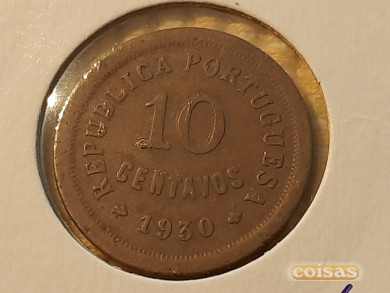 REPUBLICA PORTUGUESA
10
CENTAVOS
1930
coisas